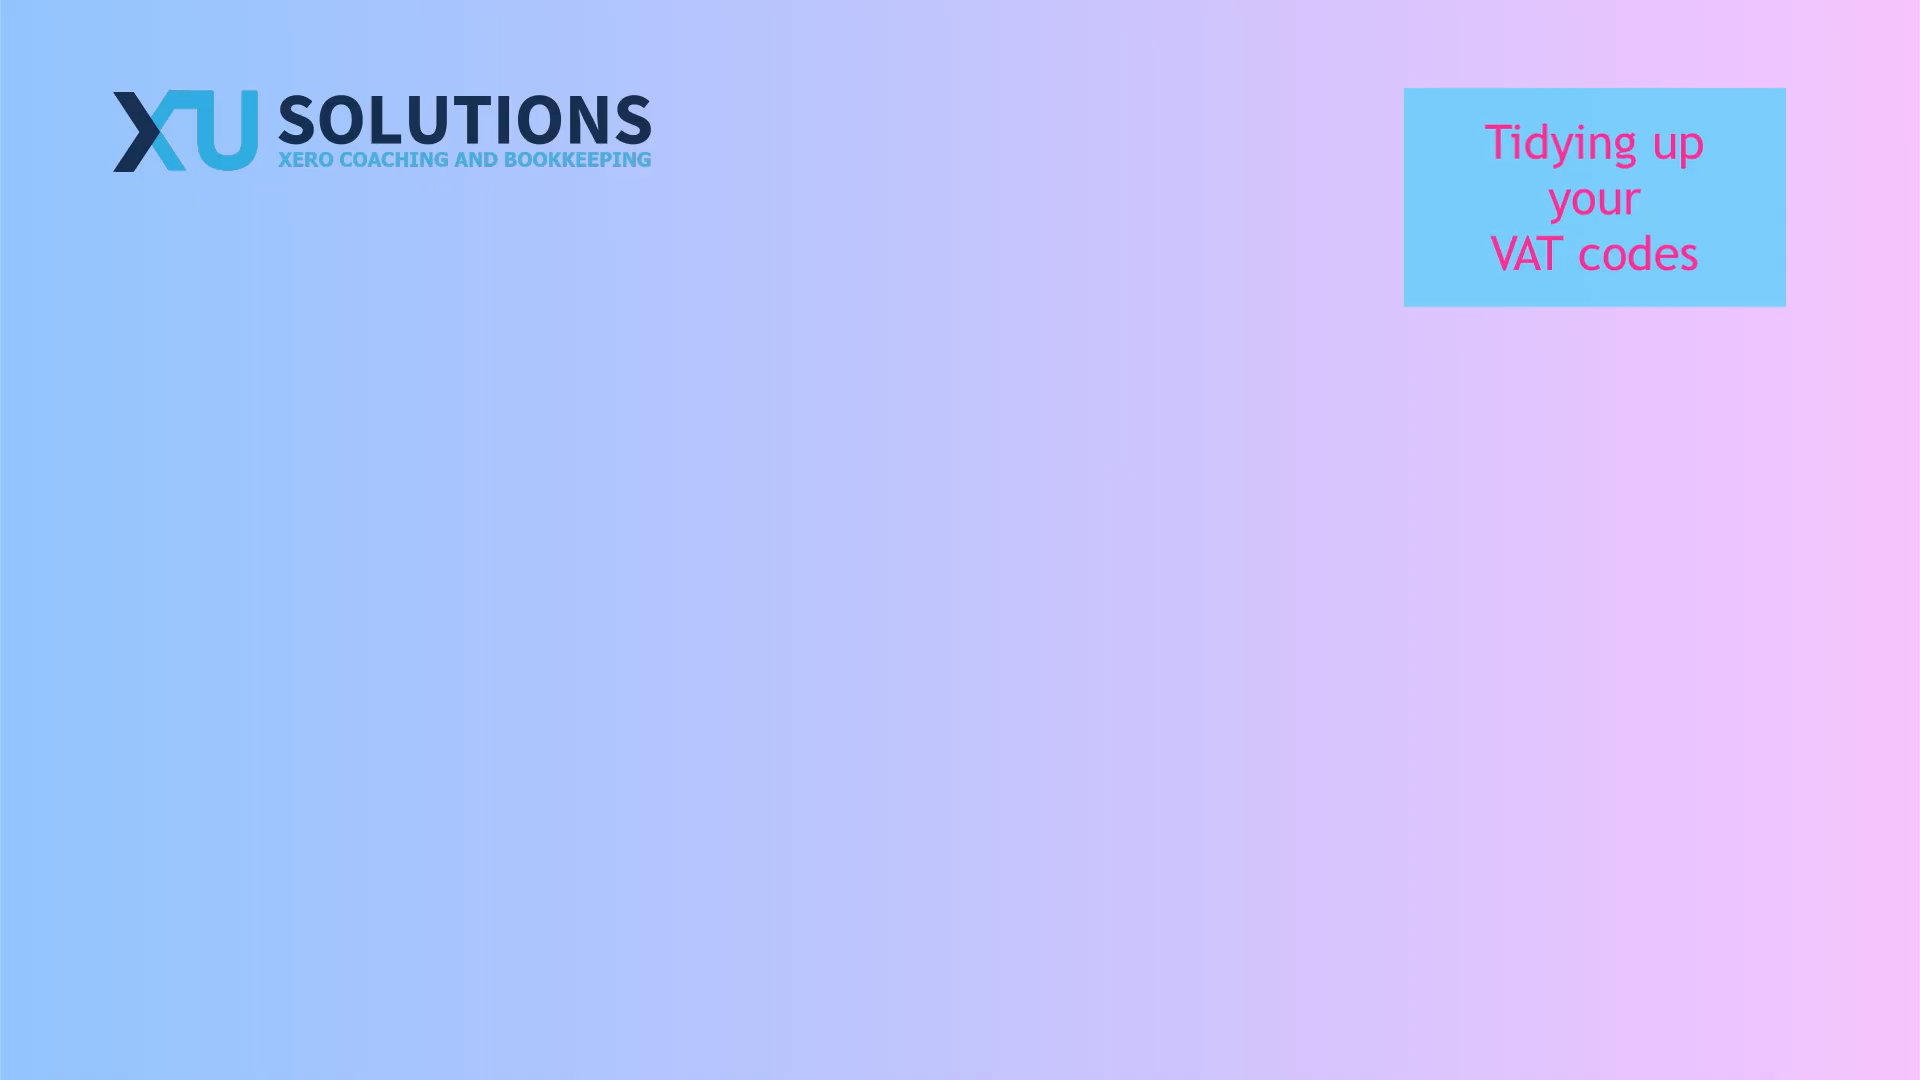 XU SOLUTIONS
XERO COACHING AND BOOKKEEPING
Tidying up
your
VAT codes